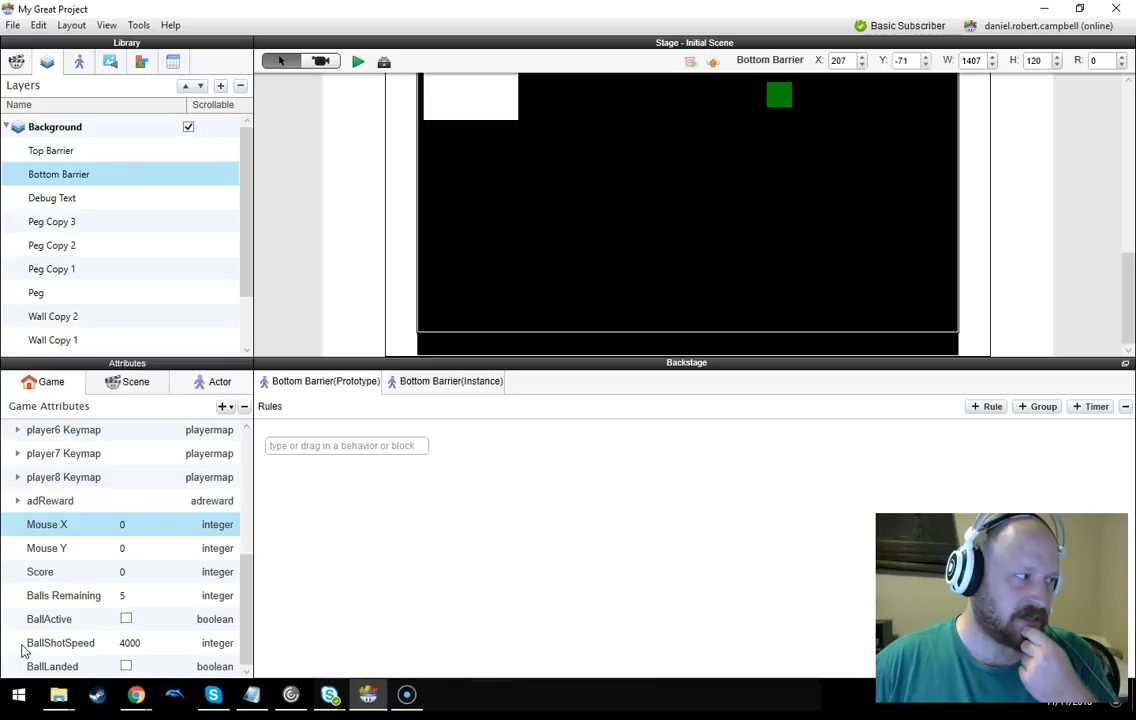 My Great Project
File Edit Layout View Tools Help
Basic Subscriber daniel.robert.campbell (online)
Library
Stage - Initial Scene
Bottom Barrier X: 207 Y: -71 W: 1407 H: 120 R: 0
Layers
Name Scrollable
Background
Top Barrier
Bottom Barrier
Debug Text
Peg Copy 3
Peg Copy 2
Peg Copy 1
Peg
Wall Copy 2
Wall Copy 1
Attributes
Backstage
Game Scene Actor
Bottom Barrier(Prototype) Bottom Barrier(Instance)
Game Attributes
Rules
+ Rule + Group + Timer
type or drag in a behavior or block
player6 Keymap playermap
player7 Keymap playermap
player8 Keymap playermap
adReward adreward
Mouse X 0 integer
Mouse Y 0 integer
Score 0 integer
Balls Remaining 5 integer
BallActive boolean
BallShotSpeed 4000 integer
BallLanded boolean